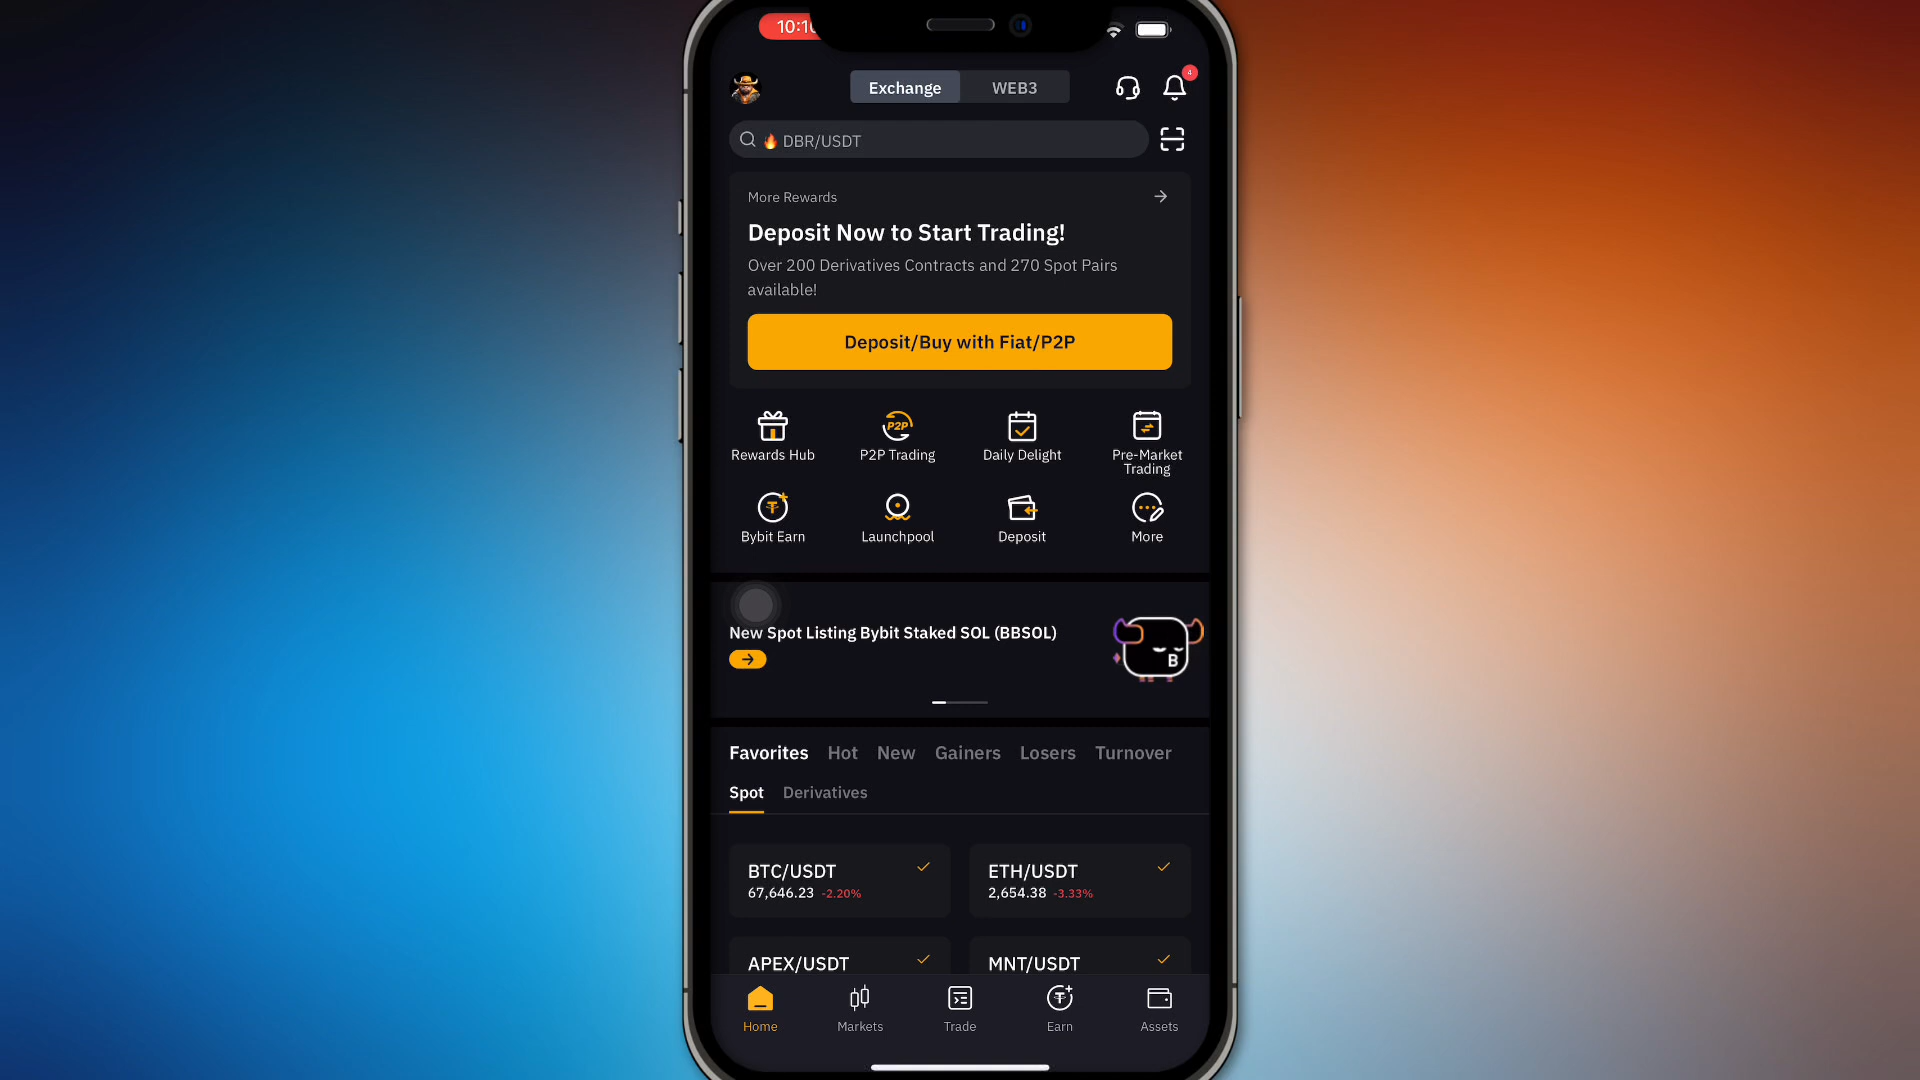 10:10
Exchange
WEB3
4
DBR/USDT
More Rewards
Deposit Now to Start Trading!
Over 200 Derivatives Contracts and 270 Spot Pairs
available!
Deposit/Buy with Fiat/P2P
P2P
Rewards Hub
P2P Trading
Daily Delight
Pre-Market
Trading
Bybit Earn
Launchpool
Deposit
More
New Spot Listing Bybit Staked SOL (BBSOL)
B
Favorites
Hot
New
Gainers
Losers
Turnover
Spot
Derivatives
BTC/USDT
67,646.23 -2.20%
ETH/USDT
2,654.38 -3.33%
APEX/USDT
MNT/USDT
Home
Markets
Trade
Earn
Assets